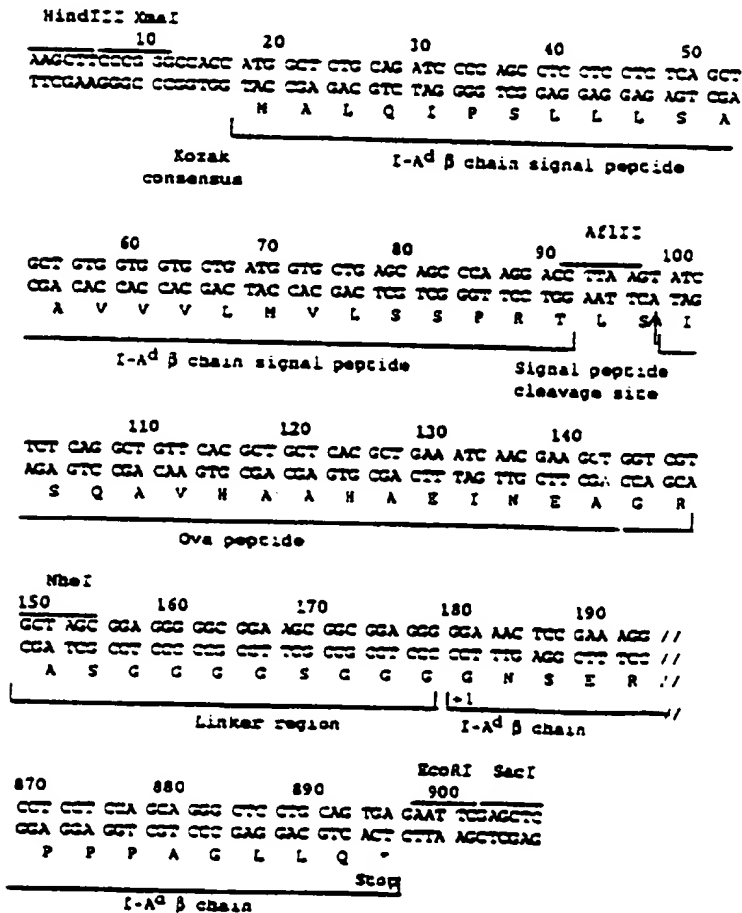 HindIII XmaI
10 20 30 40 50
AAGCTTCCCG GGCCACC ATG GCT CTG CAG ATC CCC AGC CTC CTC CTC TCA GCT
TTCGAAGGGC CCGGTGG TAC CGA GAC GTC TAG GGG TCG GAG GAG GAG AGT CGA
M A L Q I P S L L L S A
Kozak consensus
I-Ad β chain signal peptide
AflII
60 70 80 90 100
GCT GTG GTG GTG CTG ATG GTG CTG AGC AGC CCA AGG ACC TTA AGT ATC
CGA CAC CAC CAC GAC TAC CAC GAC TCG TCG GGT TCC TGG AAT TCA TAG
A V V V L M V L S S P R T L S I
I-Ad β chain signal peptide
Signal peptide cleavage site
110 120 130 140
TCT CAG GCT GTT CAC GCT GCT CAC GCT GAA ATC AAC GAA GCT GGT CGT
AGA GTC CGA CAA GTG CGA CGA GTG CGA CTT TAG TTG CTT CGA CCA GCA
S Q A V H A A H A E I N E A G R
Ova peptide
NheI
150 160 170 180 190
GCT AGC GGA GGG GGC GGA AGC GGC GGA GGG GGA AAC TCC GAA AGG //
CGA TCG CCT CCC CCG CCT TCG CCG CCT CCC CCT TTG AGG CTT TCC //
A S G G G G S G G G G N S E R //
+1
Linker region
I-Ad β chain
EcoRI SacI
870 880 890 900
CCT CCT CCA GCA GGG CTC CTG CAG TGA GAATTCGAGCTC
GGA GGA GGT CGT CCC GAG GAC GTC ACT CTTAAGCTCGAG
P P P A G L L Q *
Stop
I-Ad β chain